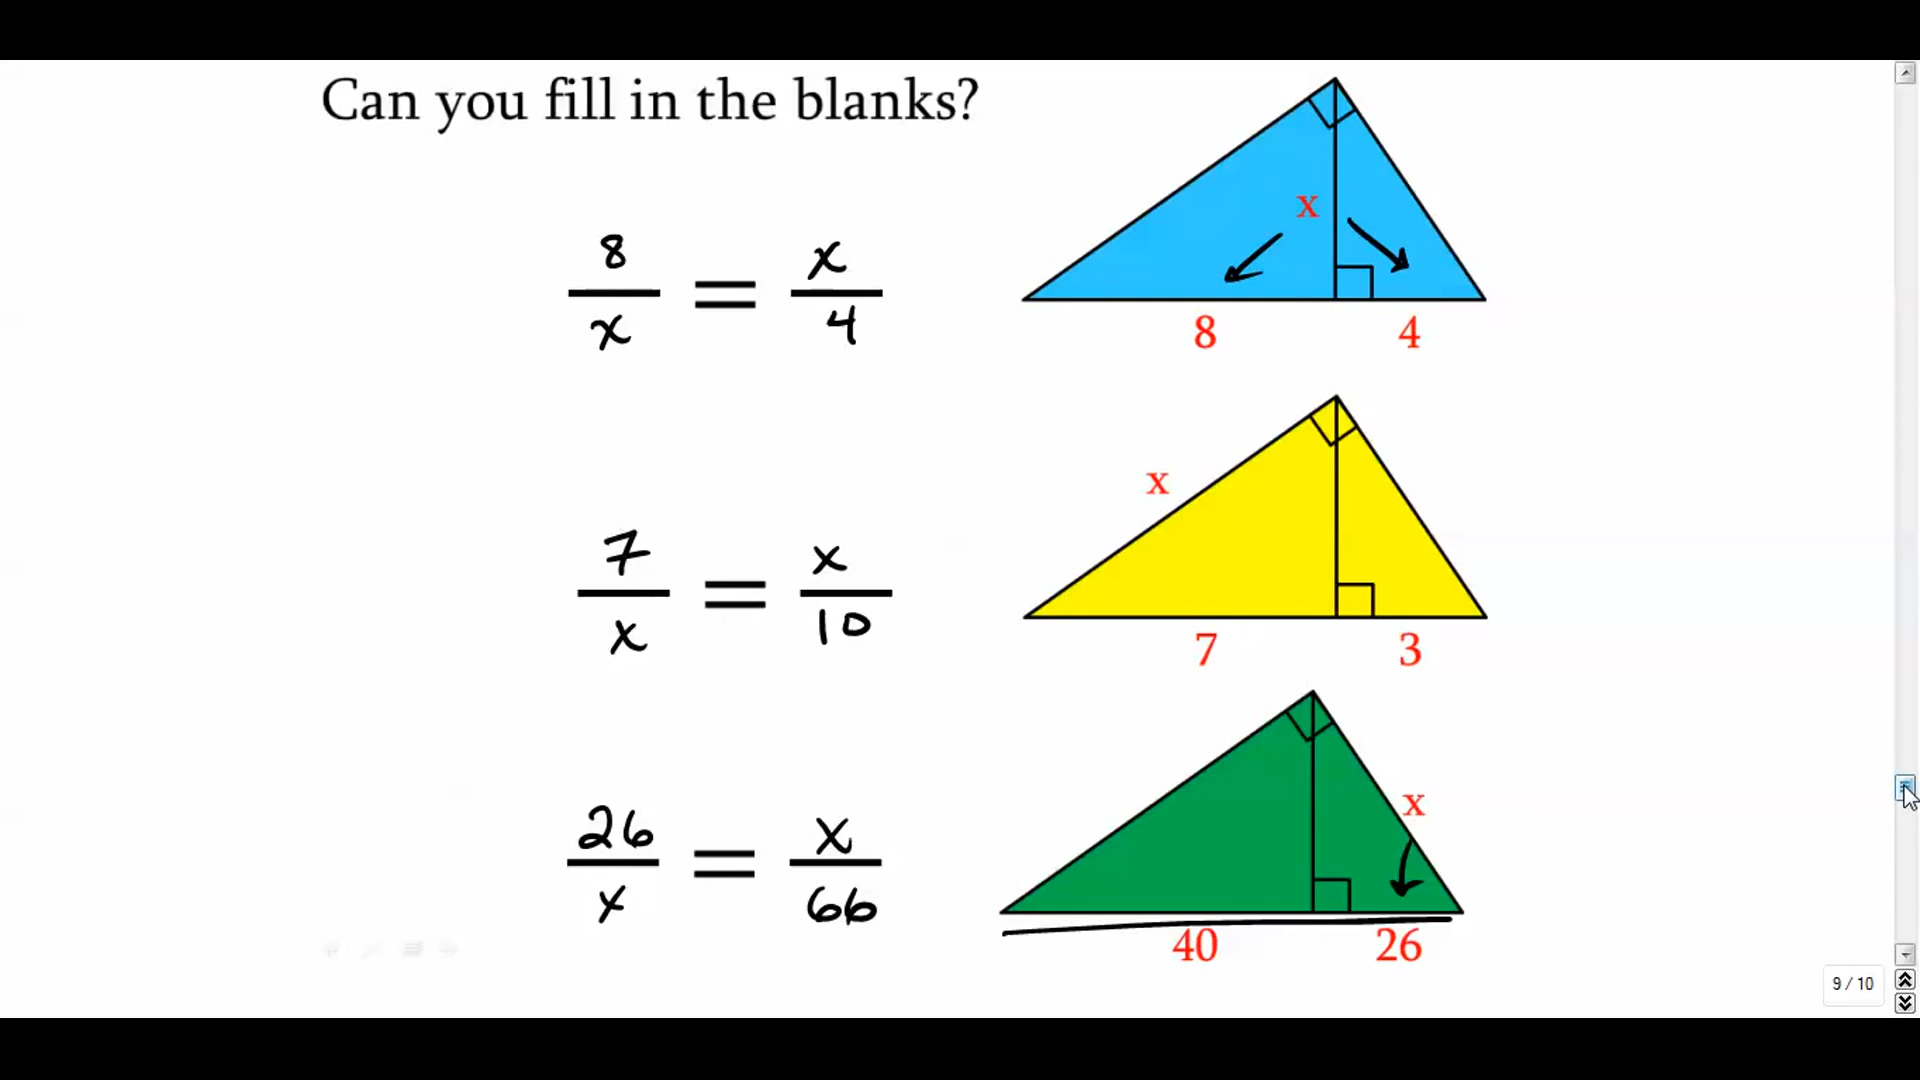 Can you fill in the blanks?
8/x = x/4
x
8 4
7/x = x/10
x
7 3
26/x = x/66
x
40 26
9 / 10